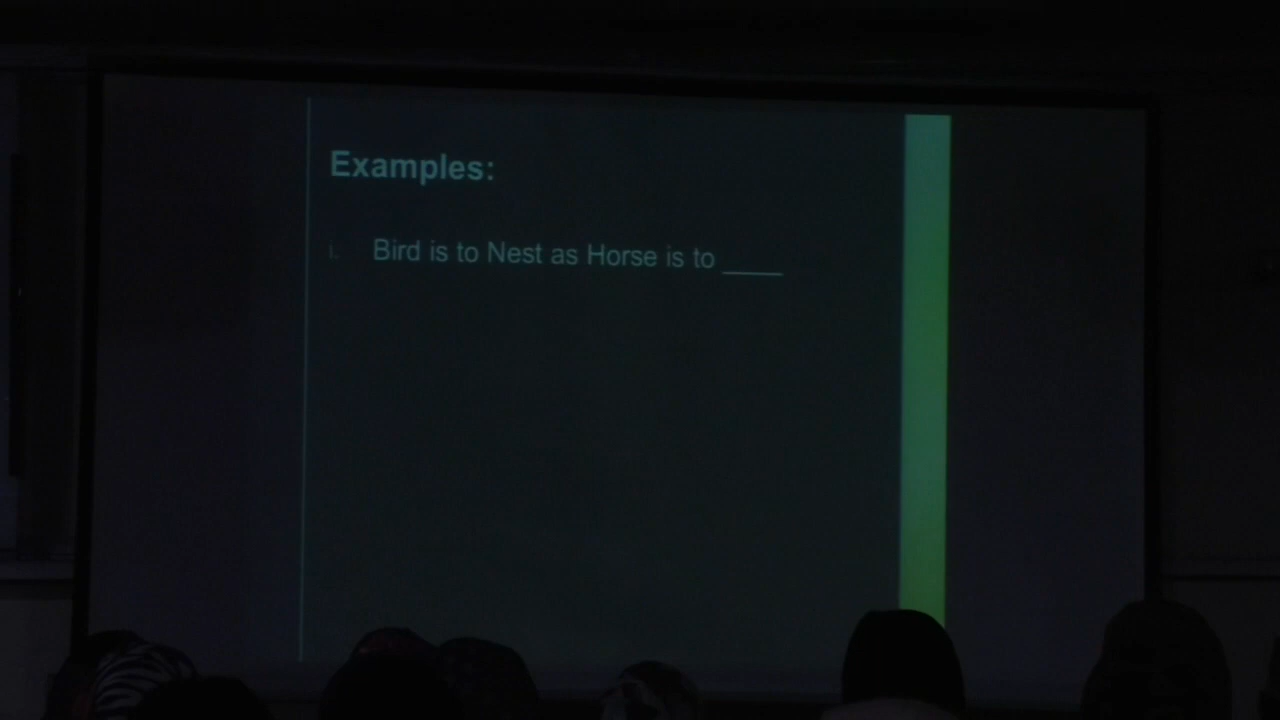 Examples:
i. Bird is to Nest as Horse is to ____